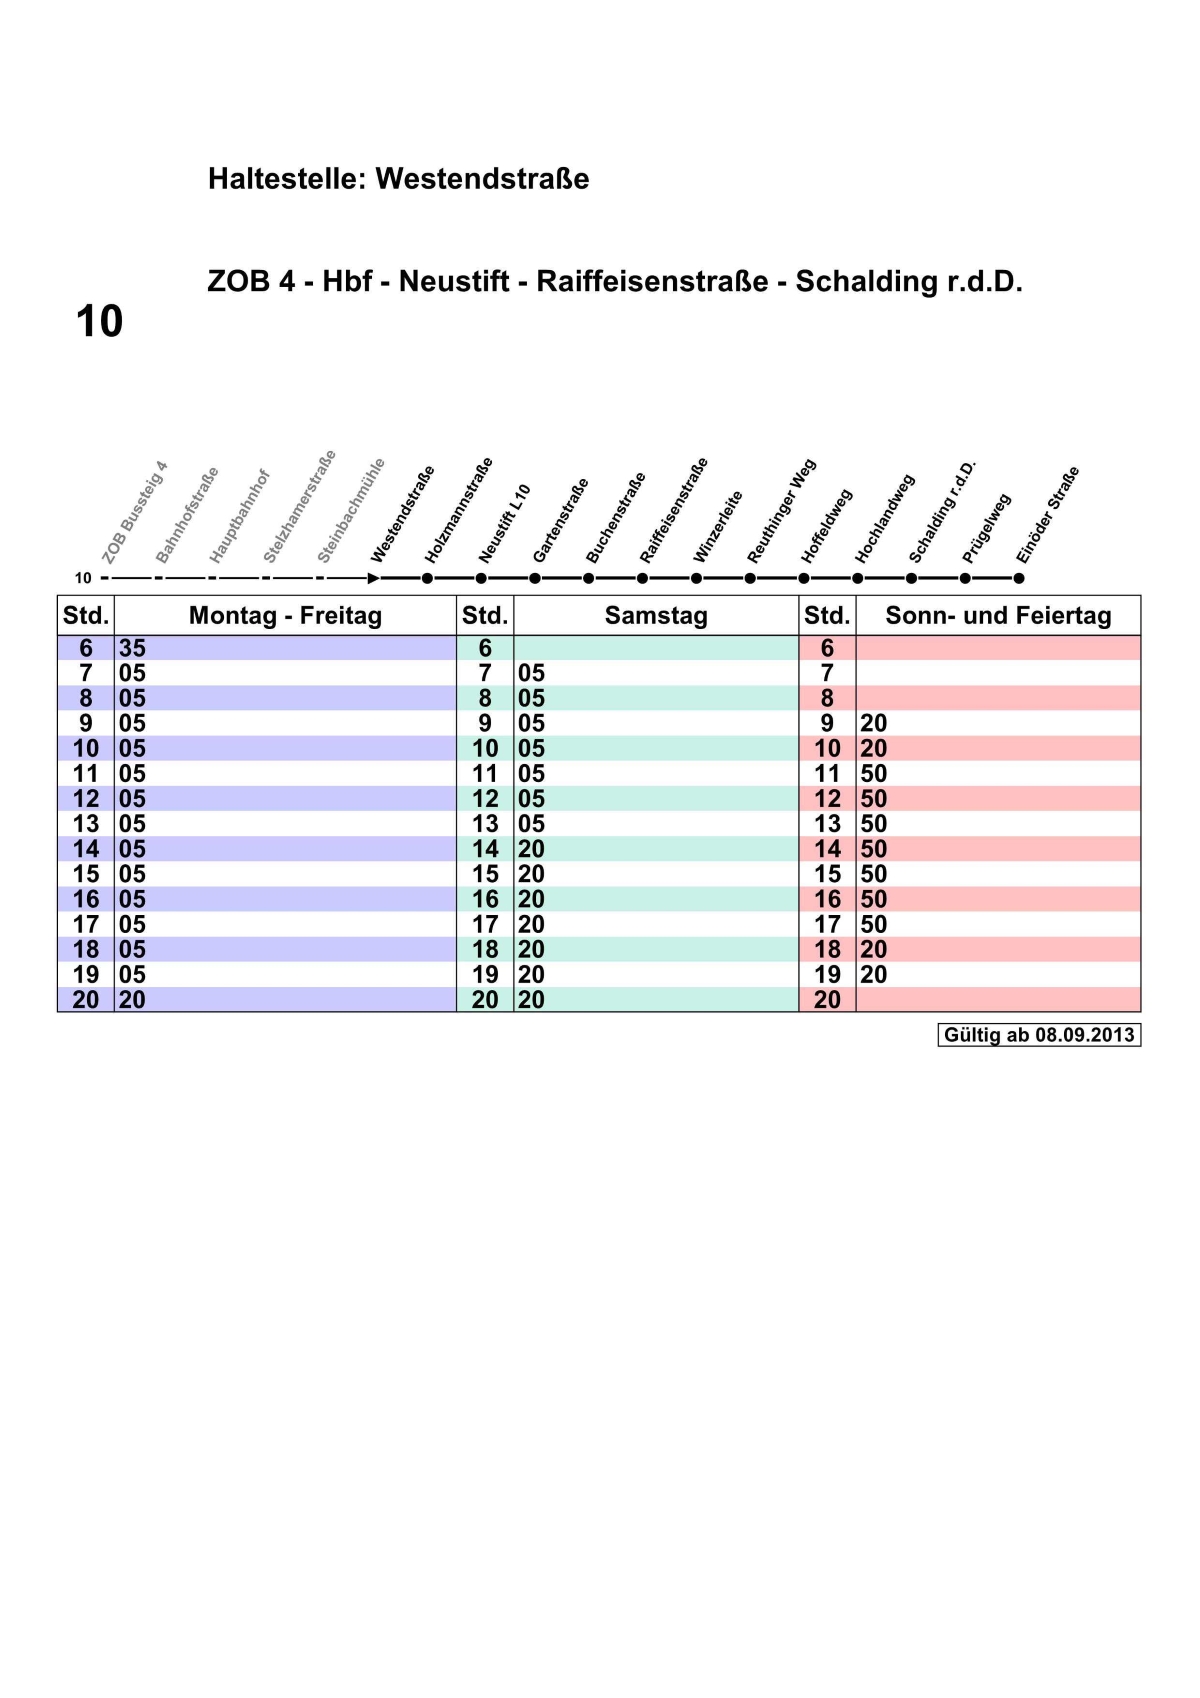 Haltestelle: Westendstraße
ZOB 4 - Hbf - Neustift - Raiffeisenstraße - Schalding r.d.D.
10
ZOB Bussteig 4
Bahnhofstraße
Hauptbahnhof
Stelzhamerstraße
Steinbachmühle
Westendstraße
Holzmannstraße
Neustift L10
Gartenstraße
Buchenstraße
Raiffeisenstraße
Winzerleite
Reuthinger Weg
Hoffeldweg
Hochlandweg
Schalding r.d.D.
Prügelweg
Einöder Straße
10
Std. Montag - Freitag Std. Samstag Std. Sonn- und Feiertag
6 35 6 6
7 05 7 05 7
8 05 8 05 8
9 05 9 05 9 20
10 05 10 05 10 20
11 05 11 05 11 50
12 05 12 05 12 50
13 05 13 05 13 50
14 05 14 20 14 50
15 05 15 20 15 50
16 05 16 20 16 50
17 05 17 20 17 50
18 05 18 20 18 20
19 05 19 20 19 20
20 20 20 20 20
Gültig ab 08.09.2013